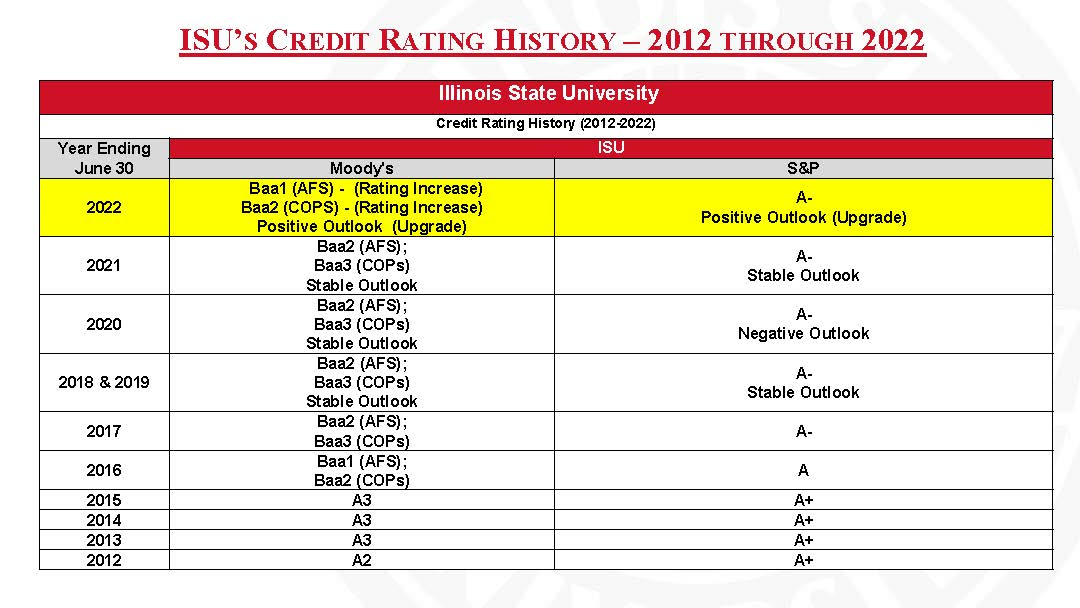 ISU'S CREDIT RATING HISTORY – 2012 THROUGH 2022
Illinois State University
Credit Rating History (2012-2022)
Year Ending
June 30
ISU
Moody's
S&P
2022
Baa1 (AFS) - (Rating Increase)
Baa2 (COPS) - (Rating Increase)
Positive Outlook (Upgrade)
A-
Positive Outlook (Upgrade)
2021
Baa2 (AFS);
Baa3 (COPs)
Stable Outlook
A-
Stable Outlook
2020
Baa2 (AFS);
Baa3 (COPs)
Stable Outlook
A-
Negative Outlook
2018 & 2019
Baa2 (AFS);
Baa3 (COPs)
Stable Outlook
A-
Stable Outlook
2017
Baa2 (AFS);
Baa3 (COPs)
A-
2016
Baa1 (AFS);
Baa2 (COPs)
A
2015
A3
A+
2014
A3
A+
2013
A3
A+
2012
A2
A+